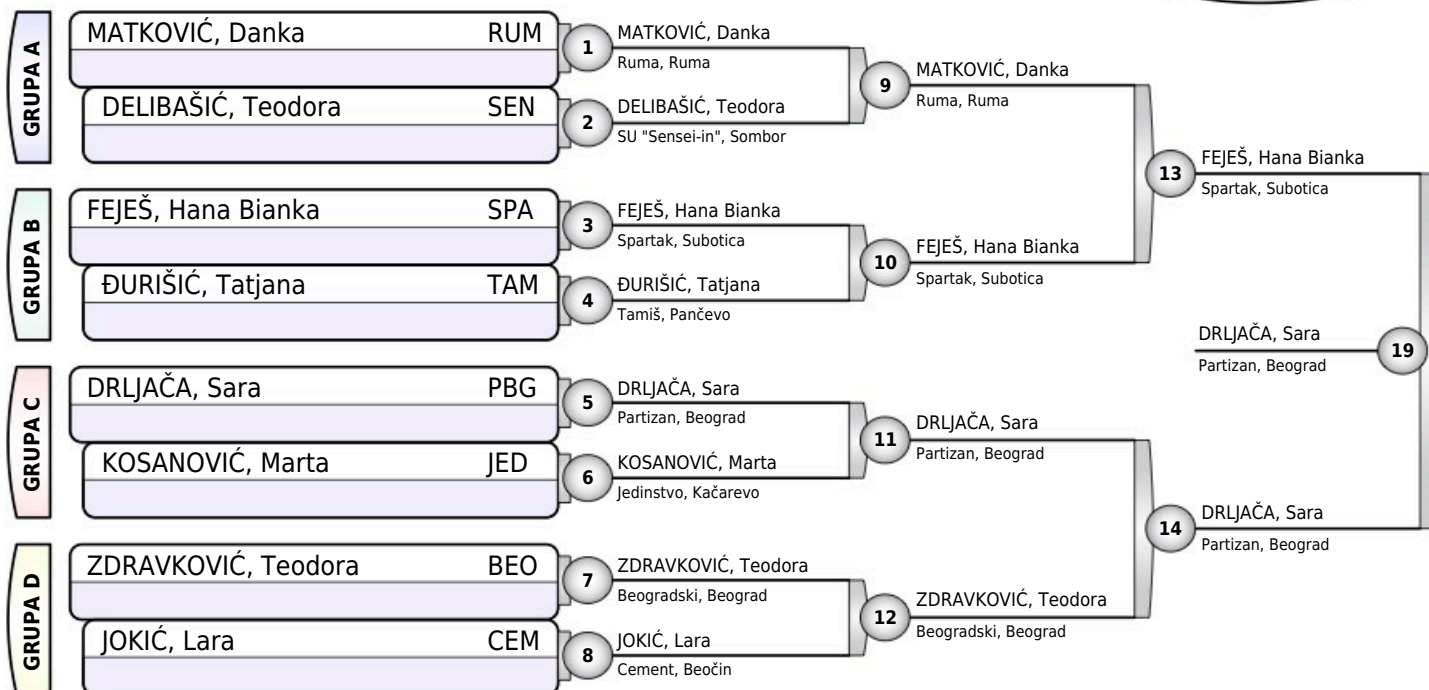 GRUPA A
MATKOVIĆ, Danka RUM
DELIBAŠIĆ, Teodora SEN
1
MATKOVIĆ, Danka
Ruma, Ruma
2
DELIBAŠIĆ, Teodora
SU "Sensei-in", Sombor
9
MATKOVIĆ, Danka
Ruma, Ruma
GRUPA B
FEJEŠ, Hana Bianka SPA
ĐURIŠIĆ, Tatjana TAM
3
FEJEŠ, Hana Bianka
Spartak, Subotica
4
ĐURIŠIĆ, Tatjana
Tamiš, Pančevo
10
FEJEŠ, Hana Bianka
Spartak, Subotica
13
FEJEŠ, Hana Bianka
Spartak, Subotica
GRUPA C
DRLJAČA, Sara PBG
KOSANOVIĆ, Marta JED
5
DRLJAČA, Sara
Partizan, Beograd
6
KOSANOVIĆ, Marta
Jedinstvo, Kačarevo
11
DRLJAČA, Sara
Partizan, Beograd
GRUPA D
ZDRAVKOVIĆ, Teodora BEO
JOKIĆ, Lara CEM
7
ZDRAVKOVIĆ, Teodora
Beogradski, Beograd
8
JOKIĆ, Lara
Cement, Beočin
12
ZDRAVKOVIĆ, Teodora
Beogradski, Beograd
14
DRLJAČA, Sara
Partizan, Beograd
DRLJAČA, Sara
Partizan, Beograd
19